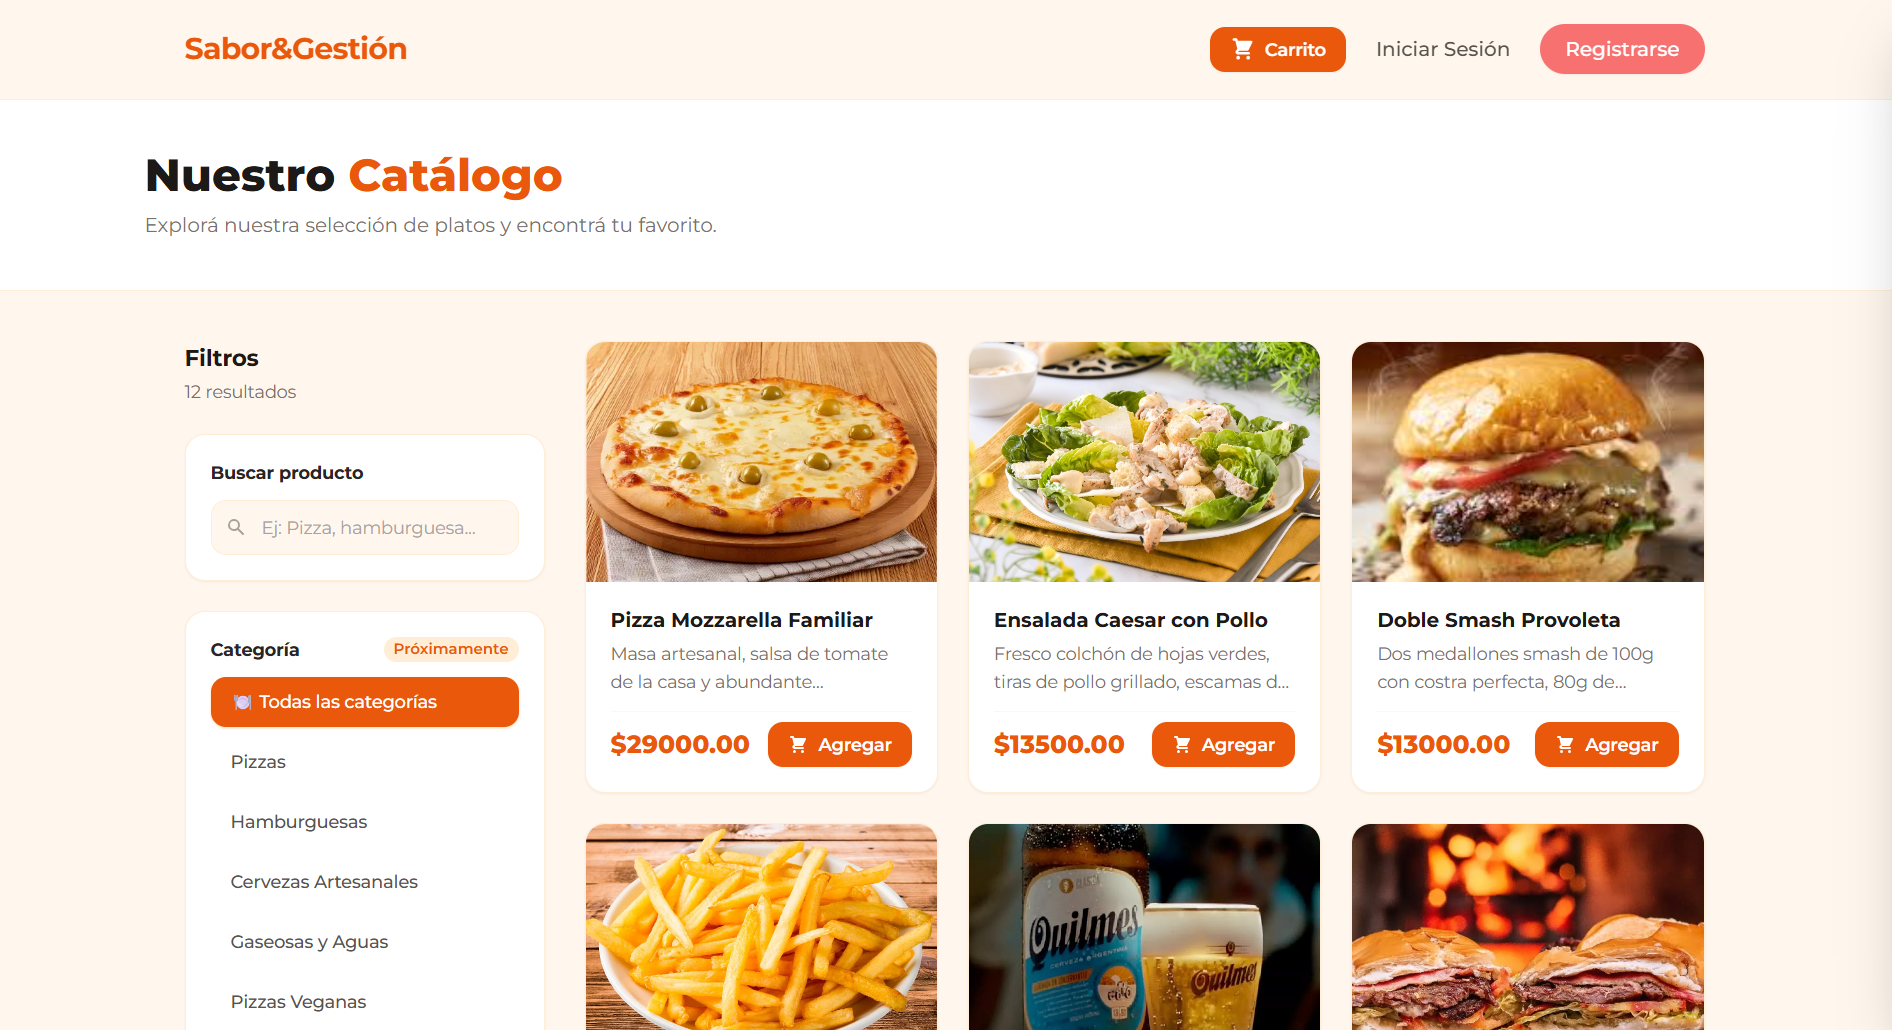 Sabor&Gestión
Carrito
Iniciar Sesión
Registrarse
Nuestro Catálogo
Explorá nuestra selección de platos y encontrá tu favorito.
Filtros
12 resultados
Buscar producto
Ej: Pizza, hamburguesa...
Categoría
Próximamente
Todas las categorías
Pizzas
Hamburguesas
Cervezas Artesanales
Gaseosas y Aguas
Pizzas Veganas
Pizza Mozzarella Familiar
Masa artesanal, salsa de tomate
de la casa y abundante...
$29000.00
Agregar
Ensalada Caesar con Pollo
Fresco colchón de hojas verdes,
tiras de pollo grillado, escamas d...
$13500.00
Agregar
Doble Smash Provoleta
Dos medallones smash de 100g
con costra perfecta, 80g de...
$13000.00
Agregar
CLÁSICA
Quilmes
CERVEZA ARGENTINA
Quilmes